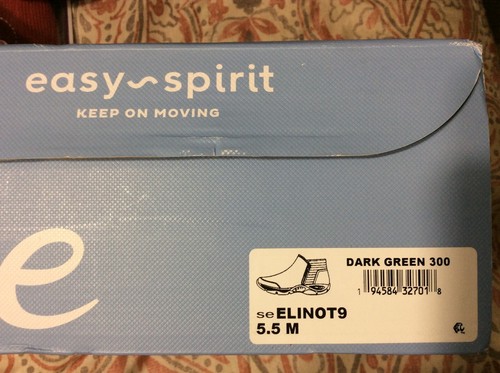 easy~spirit
KEEP ON MOVING
e
DARK GREEN 300
1 94584 32701 8
seELINOT9
5.5 M